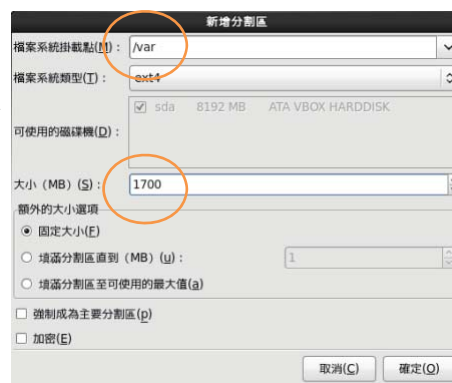 新增分割區
檔案系統掛載點(M)： /var
檔案系統類型(T)： ext4
可使用的磁碟機(D)： sda 8192 MB ATA VBOX HARDDISK
大小（MB）(S)： 1700
額外的大小選項
固定大小(F)
填滿分割區直到（MB）(u)： 1
填滿分割區至可使用的最大值(a)
強制成為主要分割區(p)
加密(E)
取消(C) 確定(O)